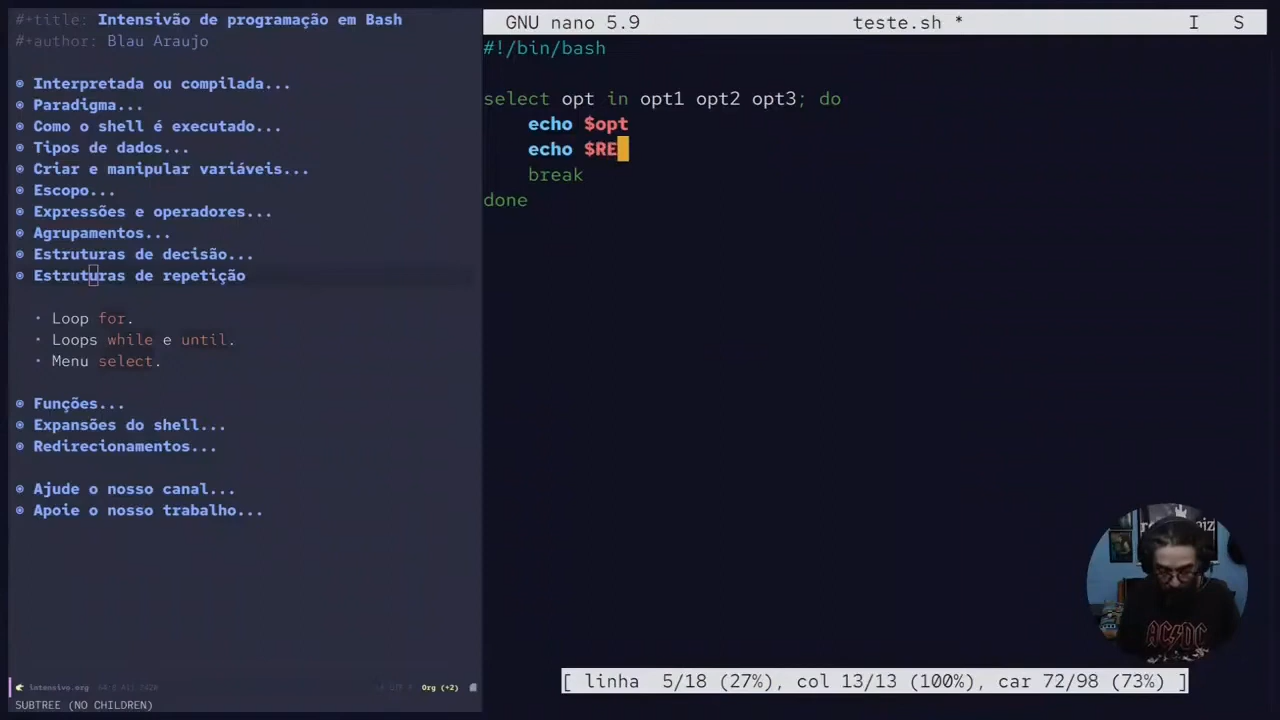 #+title: Intensivão de programação em Bash
#+author: Blau Araujo
Interpretada ou compilada...
Paradigma...
Como o shell é executado...
Tipos de dados...
Criar e manipular variáveis...
Escopo...
Expressões e operadores...
Agrupamentos...
Estruturas de decisão...
Estruturas de repetição
• Loop for.
• Loops while e until.
• Menu select.
Funções...
Expansões do shell...
Redirecionamentos...
Ajude o nosso canal...
Apoie o nosso trabalho...
intensivo.org
Org (+2)
SUBTREE (NO CHILDREN)
GNU nano 5.9 teste.sh * I S
#!/bin/bash
select opt in opt1 opt2 opt3; do
echo $opt
echo $RE
break
done
[ linha 5/18 (27%), col 13/13 (100%), car 72/98 (73%) ]
AC/DC